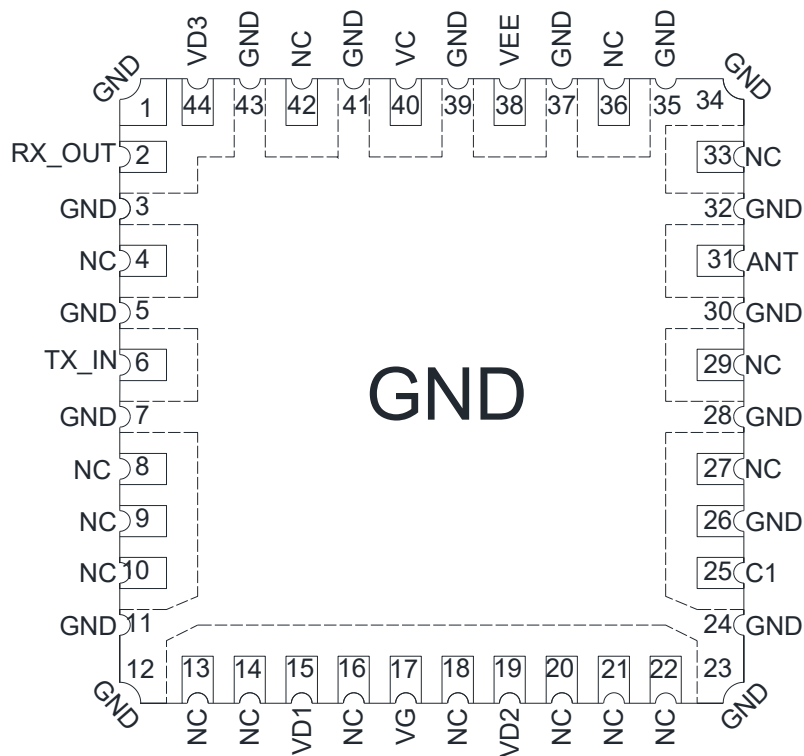 GND VD3 GND NC GND VC GND VEE GND NC GND GND
1 44 43 42 41 40 39 38 37 36 35 34
RX_OUT 2 33 NC
GND 3 32 GND
NC 4 31 ANT
GND 5 30 GND
TX_IN 6 29 NC
GND
GND 7 28 GND
NC 8 27 NC
NC 9 26 GND
NC 10 25 C1
GND 11 24 GND
12 13 14 15 16 17 18 19 20 21 22 23
GND NC NC VD1 NC VG NC VD2 NC NC NC GND